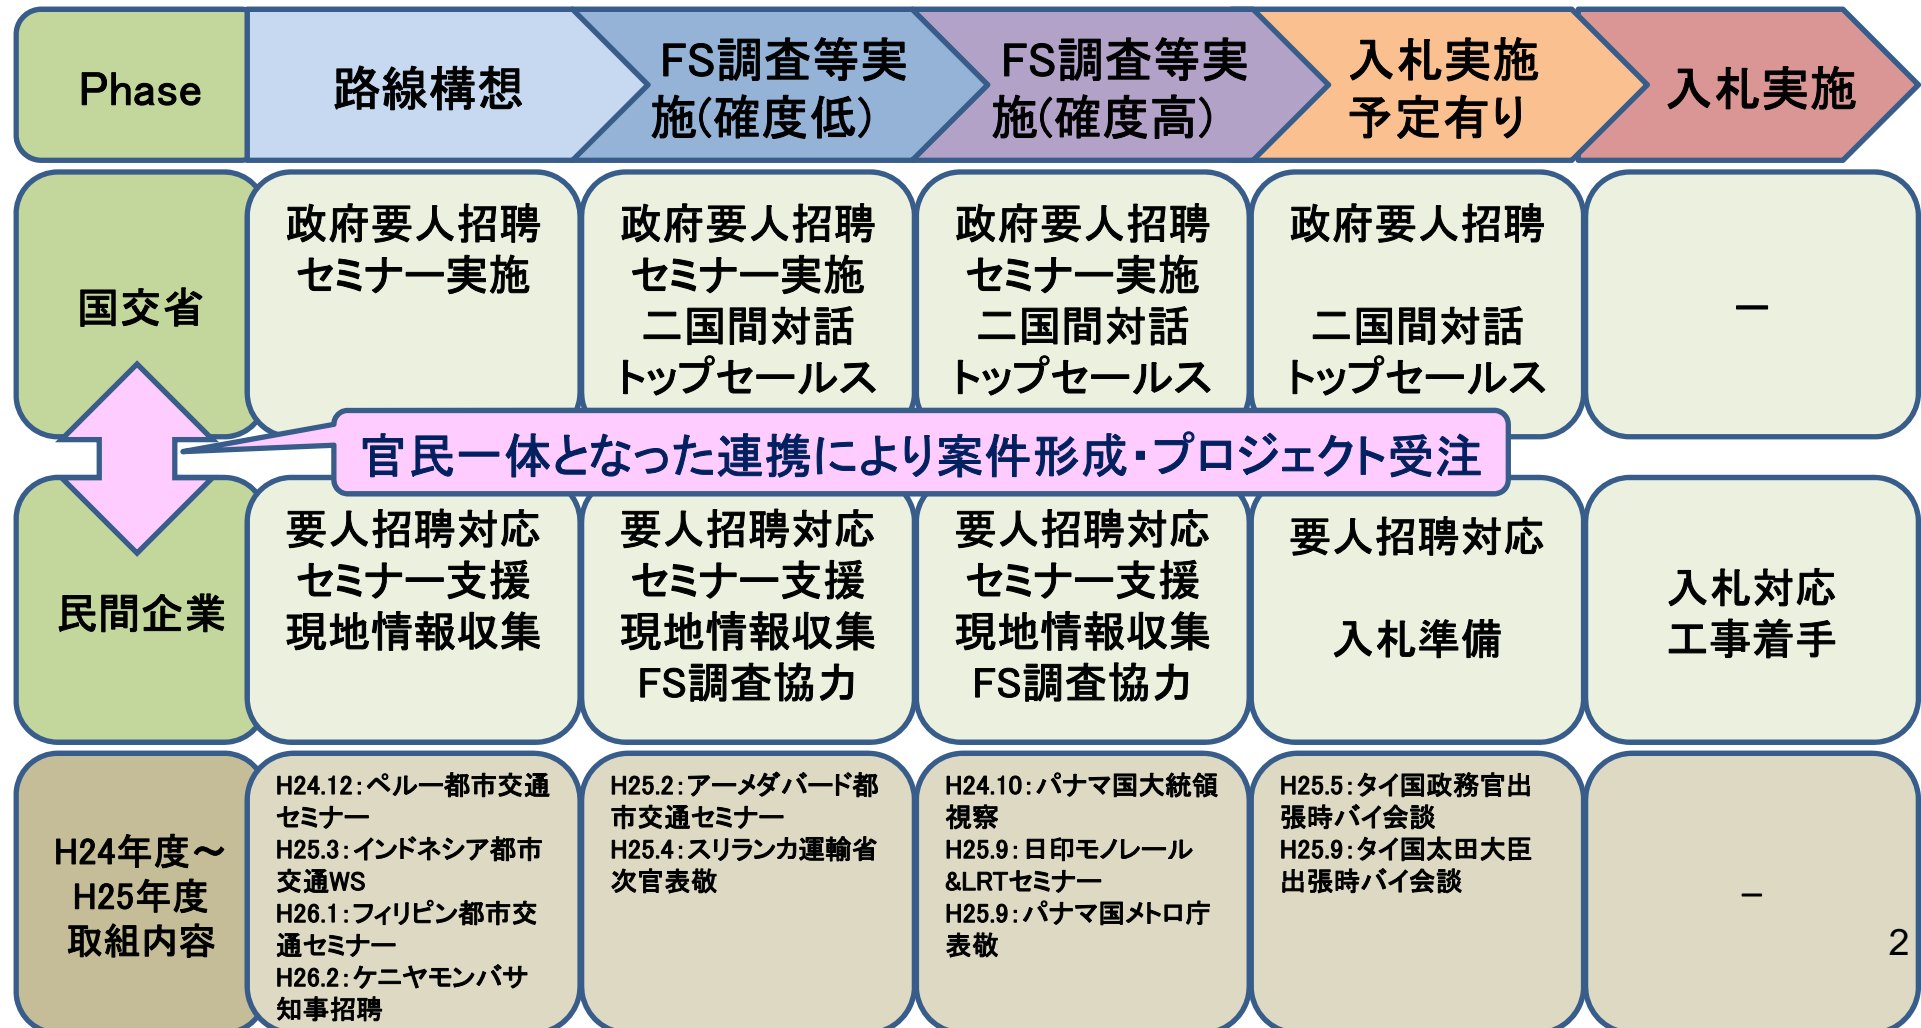 Phase
路線構想
FS調査等実
施(確度低)
FS調査等実
施(確度高)
入札実施
予定有り
入札実施
国交省
政府要人招聘
セミナー実施
政府要人招聘
セミナー実施
二国間対話
トップセールス
政府要人招聘
セミナー実施
二国間対話
トップセールス
政府要人招聘
二国間対話
トップセールス
－
官民一体となった連携により案件形成・プロジェクト受注
民間企業
要人招聘対応
セミナー支援
現地情報収集
要人招聘対応
セミナー支援
現地情報収集
FS調査協力
要人招聘対応
セミナー支援
現地情報収集
FS調査協力
要人招聘対応
入札準備
入札対応
工事着手
H24年度～
H25年度
取組内容
H24.12：ペルー都市交通
セミナー
H25.3：インドネシア都市
交通WS
H26.1：フィリピン都市交
通セミナー
H26.2：ケニヤモンバサ
知事招聘
H25.2：アーメダバード都
市交通セミナー
H25.4：スリランカ運輸省
次官表敬
H24.10：パナマ国大統領
視察
H25.9：日印モノレール
&LRTセミナー
H25.9：パナマ国メトロ庁
表敬
H25.5：タイ国政務官出
張時バイ会談
H25.9：タイ国太田大臣
出張時バイ会談
－
2